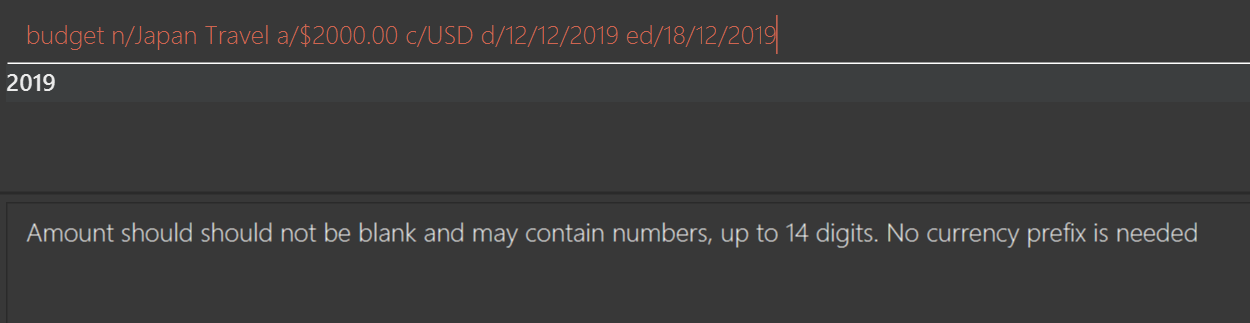 budget n/Japan Travel a/$2000.00 c/USD d/12/12/2019 ed/18/12/2019
2019
Amount should should not be blank and may contain numbers, up to 14 digits. No currency prefix is needed